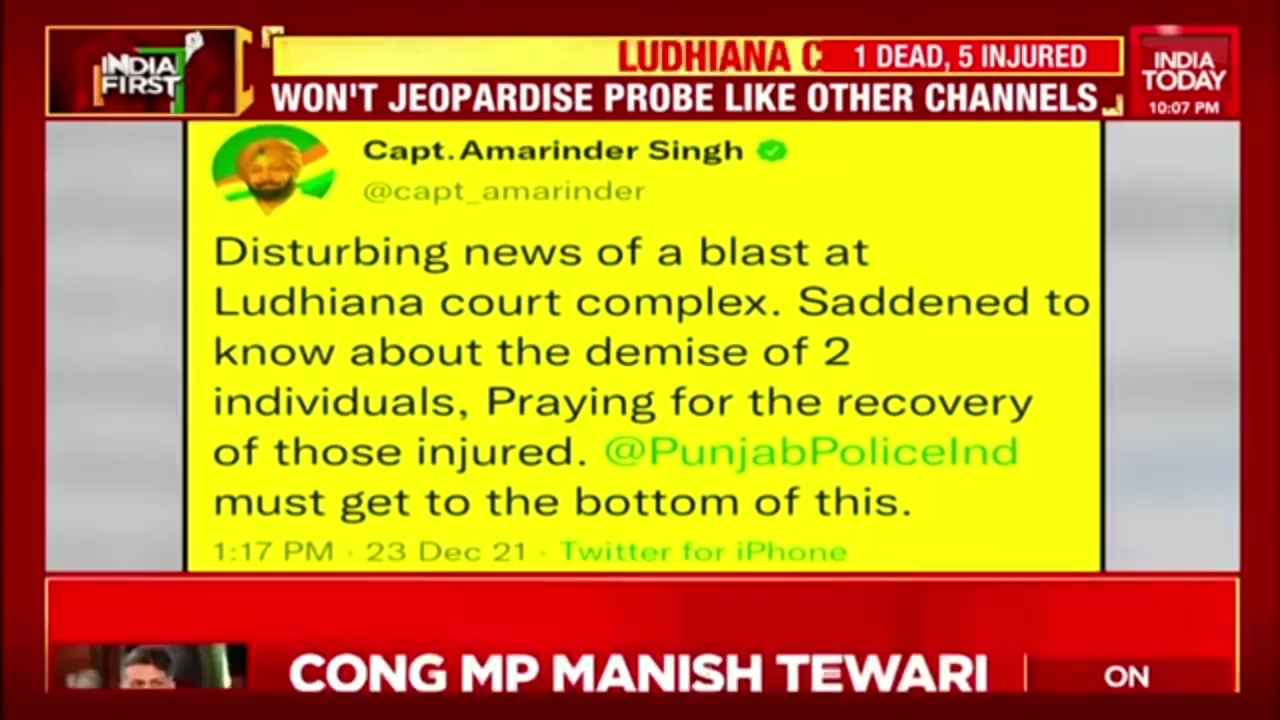 INDIA
FIRST
LUDHIANA C
1 DEAD, 5 INJURED
WON'T JEOPARDISE PROBE LIKE OTHER CHANNELS
INDIA
TODAY
10:07 PM
Capt. Amarinder Singh
@capt_amarinder
Disturbing news of a blast at
Ludhiana court complex. Saddened to
know about the demise of 2
individuals, Praying for the recovery
of those injured. @PunjabPoliceInd
must get to the bottom of this.
1:17 PM · 23 Dec 21 · Twitter for iPhone
CONG MP MANISH TEWARI
ON